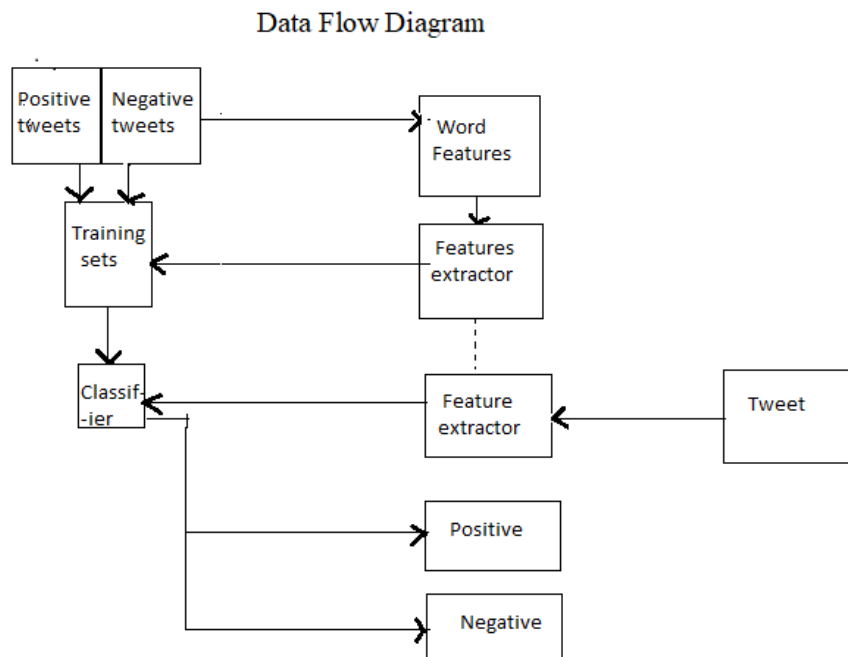 Data Flow Diagram
Positive
tweets
Negative
tweets
Word
Features
Training
sets
Features
extractor
Classif-
-ier
Feature
extractor
Tweet
Positive
Negative